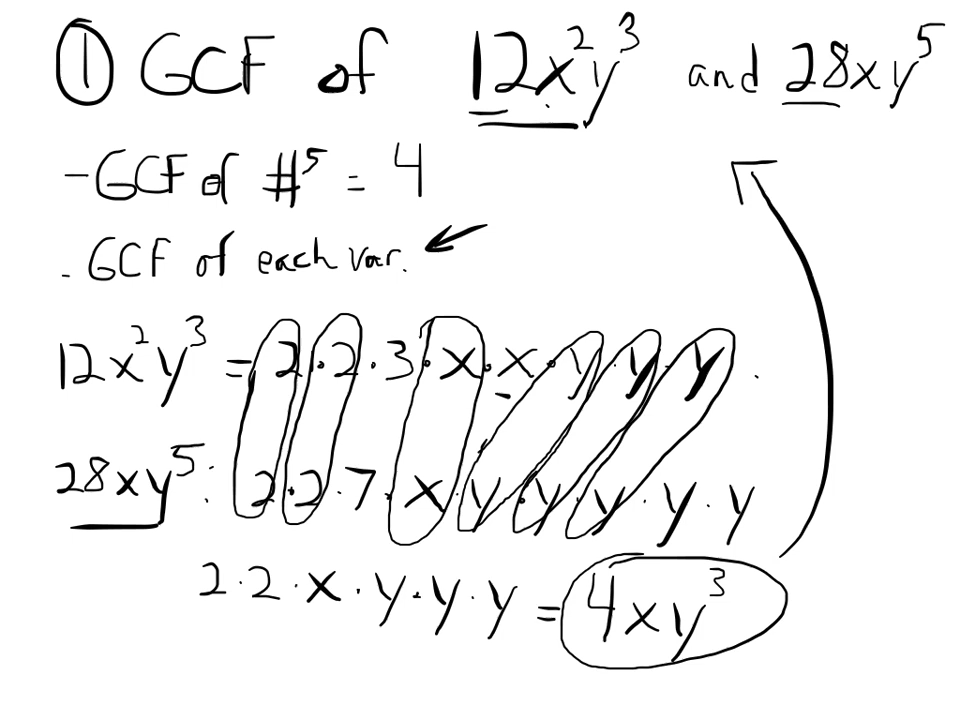 ① GCF of 12x²y³ and 28xy⁵
- GCF of #ˢ = 4
- GCF of each var.
12x²y³ = 2·2·3·x·x·y·y·y
28xy⁵: 2·2·7·x·y·y·y·y·y
2·2·x·y·y·y = 4xy³